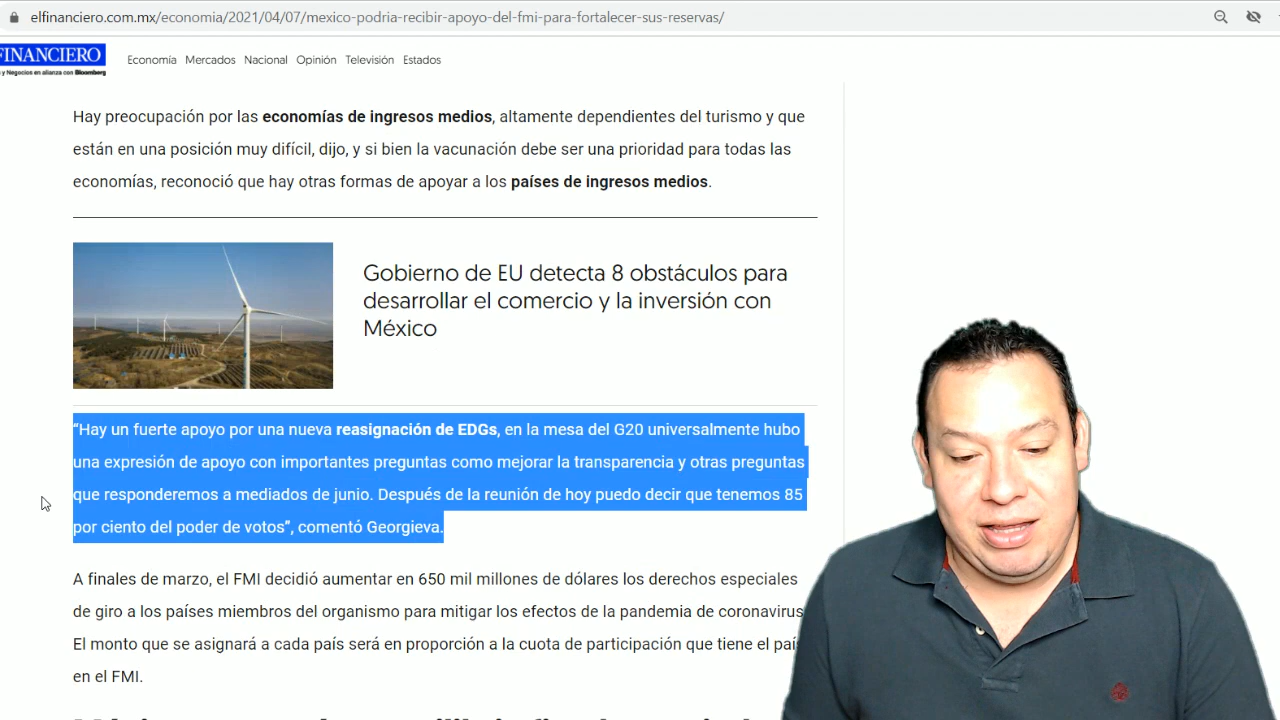 elfinanciero.com.mx/economia/2021/04/07/mexico-podria-recibir-apoyo-del-fmi-para-fortalecer-sus-reservas/
FINANCIERO
y Negocios en alianza con Bloomberg
Economía Mercados Nacional Opinión Televisión Estados
Hay preocupación por las economías de ingresos medios, altamente dependientes del turismo y que
están en una posición muy difícil, dijo, y si bien la vacunación debe ser una prioridad para todas las
economías, reconoció que hay otras formas de apoyar a los países de ingresos medios.
Gobierno de EU detecta 8 obstáculos para
desarrollar el comercio y la inversión con
México
“Hay un fuerte apoyo por una nueva reasignación de EDGs, en la mesa del G20 universalmente hubo
una expresión de apoyo con importantes preguntas como mejorar la transparencia y otras preguntas
que responderemos a mediados de junio. Después de la reunión de hoy puedo decir que tenemos 85
por ciento del poder de votos”, comentó Georgieva.
A finales de marzo, el FMI decidió aumentar en 650 mil millones de dólares los derechos especiales
de giro a los países miembros del organismo para mitigar los efectos de la pandemia de coronavirus
El monto que se asignará a cada país será en proporción a la cuota de participación que tiene el país
en el FMI.